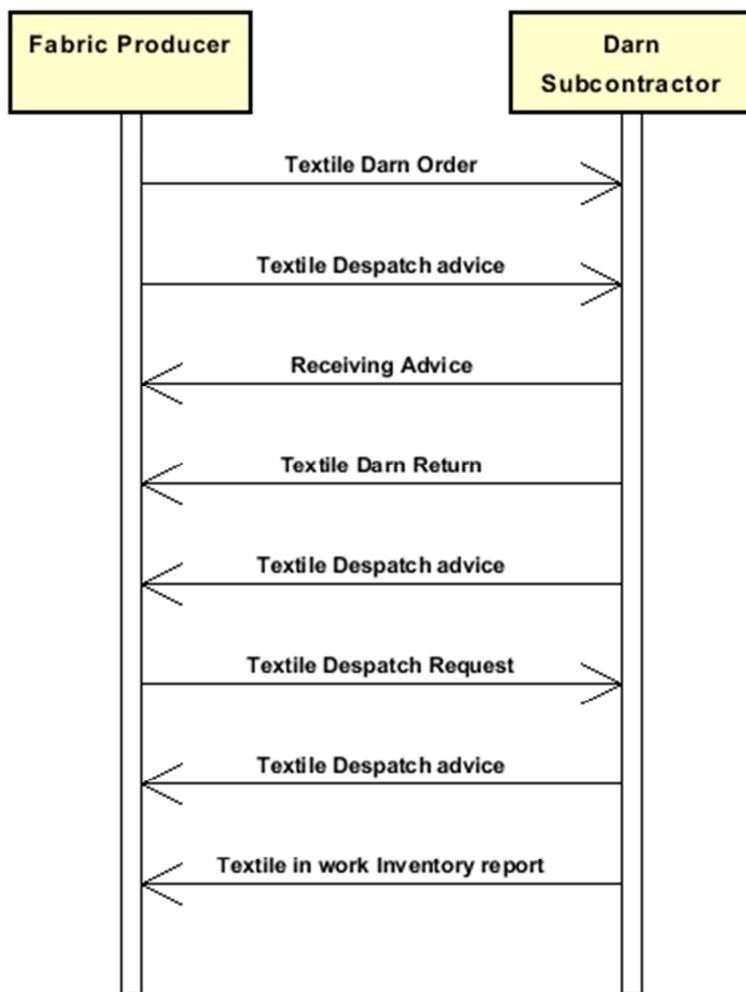 Fabric Producer
Darn
Subcontractor
Textile Darn Order
Textile Despatch advice
Receiving Advice
Textile Darn Return
Textile Despatch advice
Textile Despatch Request
Textile Despatch advice
Textile in work Inventory report